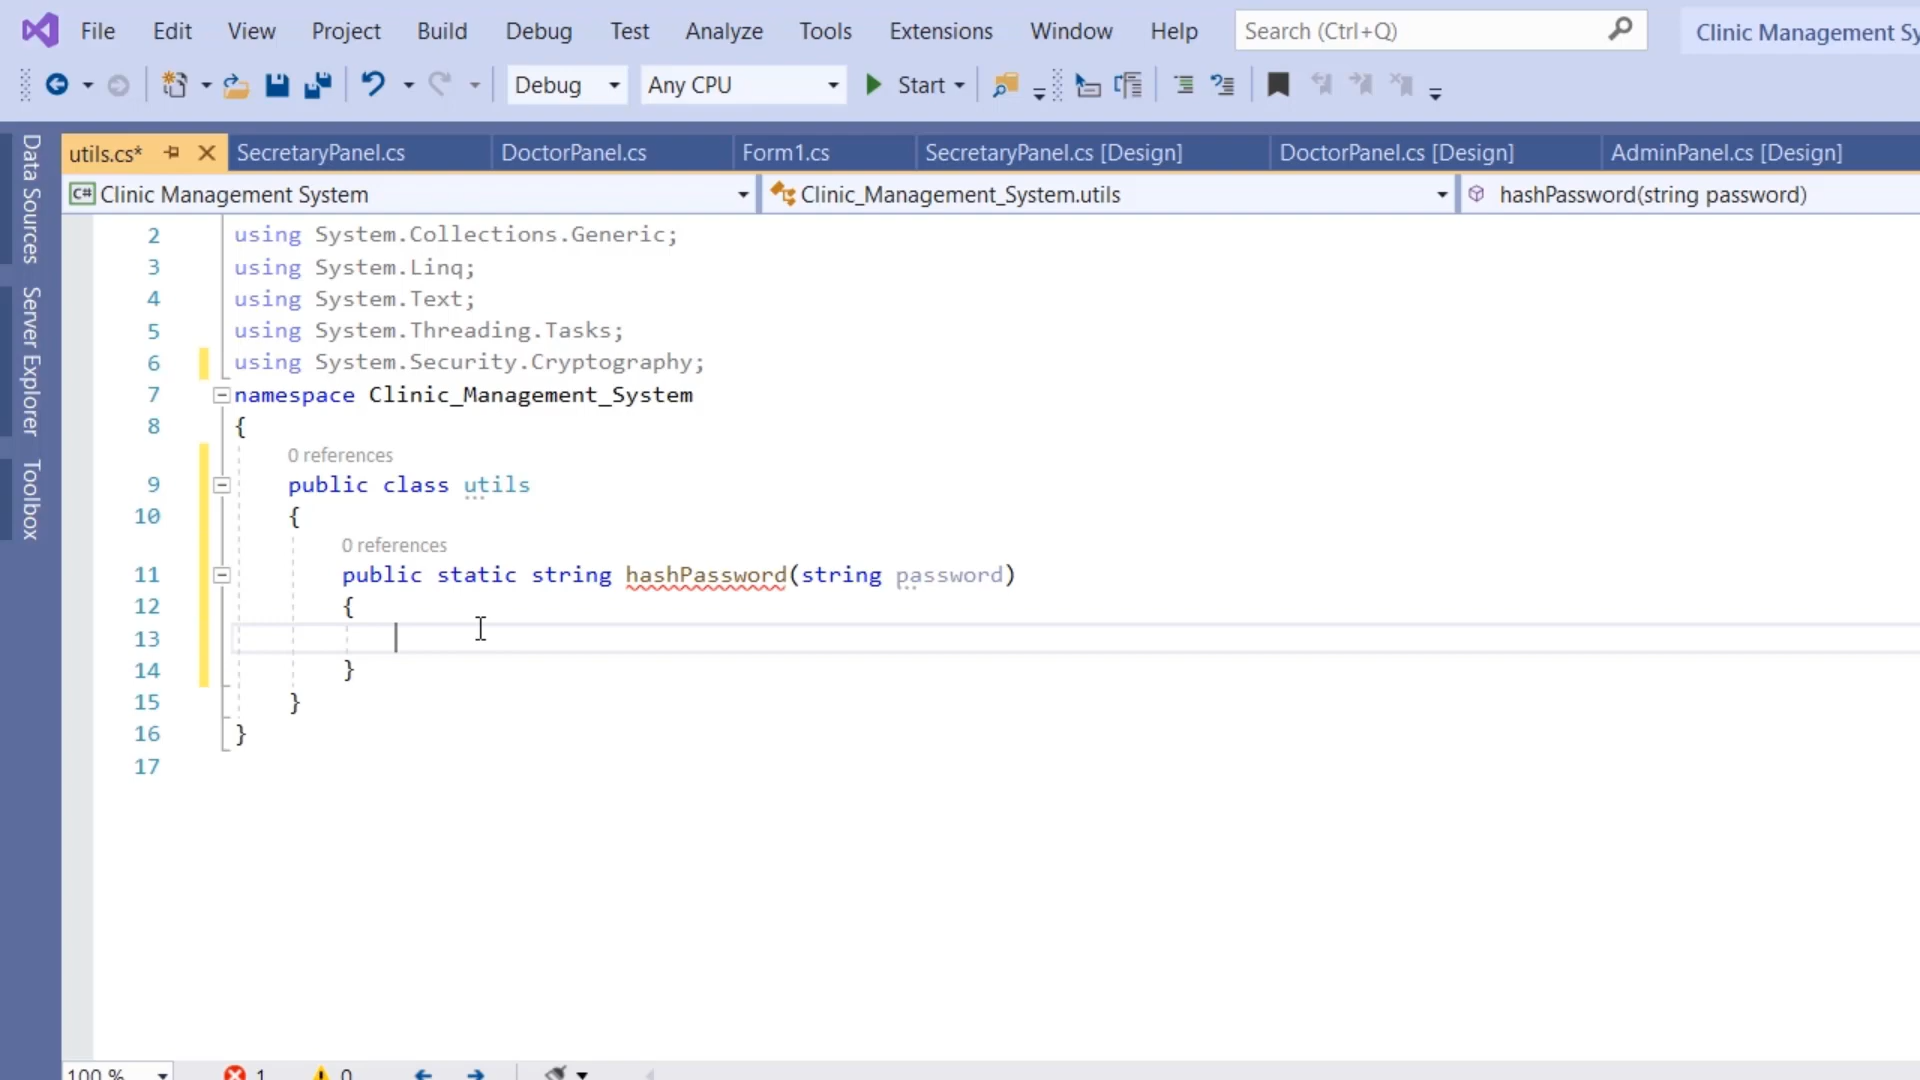 File Edit View Project Build Debug Test Analyze Tools Extensions Window Help Search (Ctrl+Q) Clinic Management Sy
Debug Any CPU Start
utils.cs* SecretaryPanel.cs DoctorPanel.cs Form1.cs SecretaryPanel.cs [Design] DoctorPanel.cs [Design] AdminPanel.cs [Design]
C# Clinic Management System Clinic_Management_System.utils hashPassword(string password)
Data Sources
Server Explorer
Toolbox
2 using System.Collections.Generic;
3 using System.Linq;
4 using System.Text;
5 using System.Threading.Tasks;
6 using System.Security.Cryptography;
7 namespace Clinic_Management_System
8 {
0 references
9 public class utils
10 {
0 references
11 public static string hashPassword(string password)
12 {
13
14 }
15 }
16 }
17
100 % 1 0